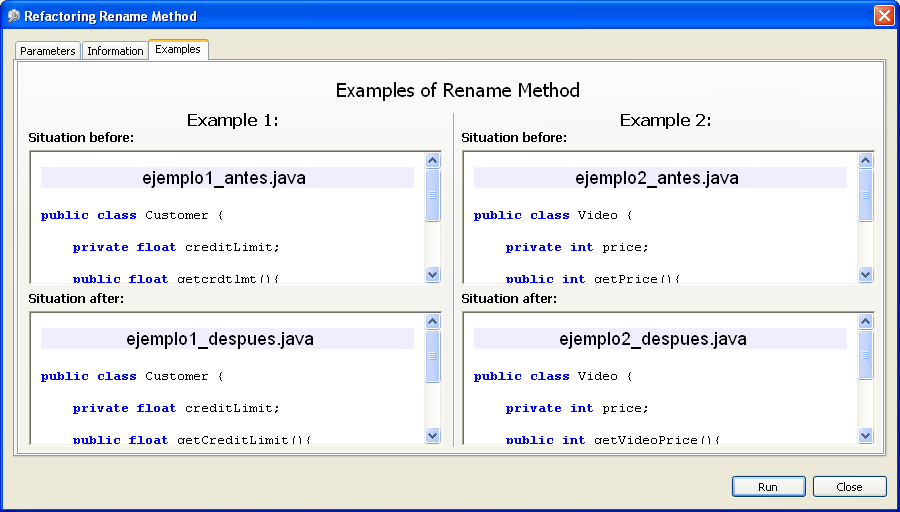 Refactoring Rename Method
Parameters Information Examples
Examples of Rename Method
Example 1:
Situation before:
ejemplo1_antes.java
public class Customer {
private float creditLimit;
public float getcrdtlmt(){
Situation after:
ejemplo1_despues.java
public class Customer {
private float creditLimit;
public float getCreditLimit(){
Example 2:
Situation before:
ejemplo2_antes.java
public class Video {
private int price;
public int getPrice(){
Situation after:
ejemplo2_despues.java
public class Video {
private int price;
public int getVideoPrice(){
Run Close